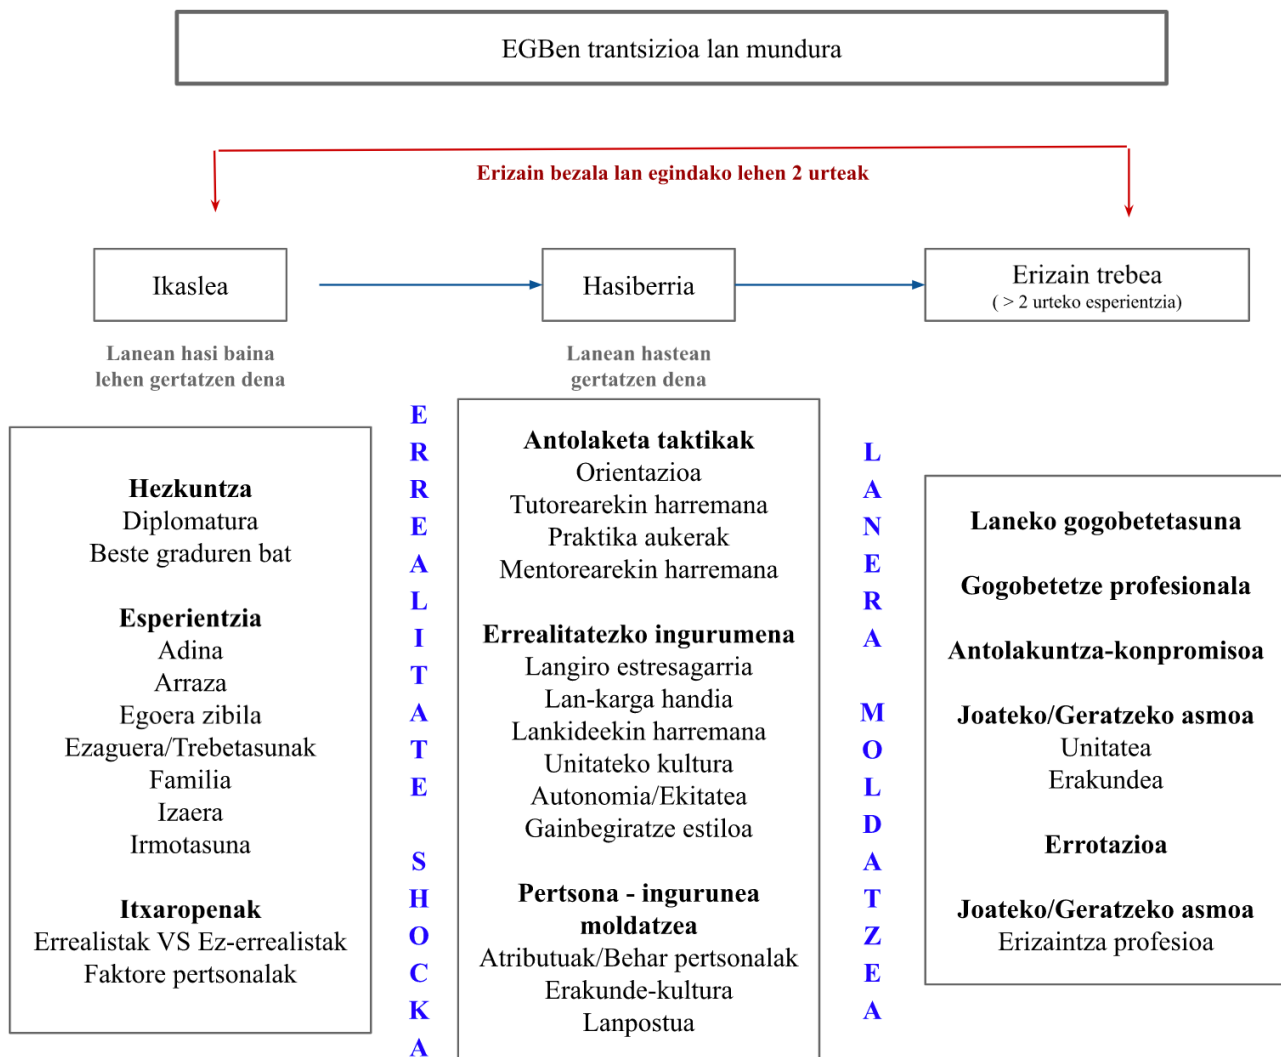 EGBen trantsizioa lan mundura
Erizain bezala lan egindako lehen 2 urteak
Ikaslea
Hasiberria
Erizain trebea
( > 2 urteko esperientzia)
Lanean hasi baina
lehen gertatzen dena
Lanean hastean
gertatzen dena
Hezkuntza
Diplomatura
Beste graduren bat
Esperientzia
Adina
Arraza
Egoera zibila
Ezaguera/Trebetasunak
Familia
Izaera
Irmotasuna
Itxaropenak
Errealistak VS Ez-errealistak
Faktore pertsonalak
ERREALITATE SHOCKA
Antolaketa taktikak
Orientazioa
Tutorearekin harremana
Praktika aukerak
Mentorearekin harremana
Errealitatezko ingurumena
Langiro estresagarria
Lan-karga handia
Lankideekin harremana
Unitateko kultura
Autonomia/Ekitatea
Gainbegiratze estiloa
Pertsona - ingurunea
moldatzea
Atributuak/Behar pertsonalak
Erakunde-kultura
Lanpostua
LANERA MOLDATZEA
Laneko gogobetetasuna
Gogobetetze profesionala
Antolakuntza-konpromisoa
Joateko/Geratzeko asmoa
Unitatea
Erakundea
Errotazioa
Joateko/Geratzeko asmoa
Erizaintza profesioa